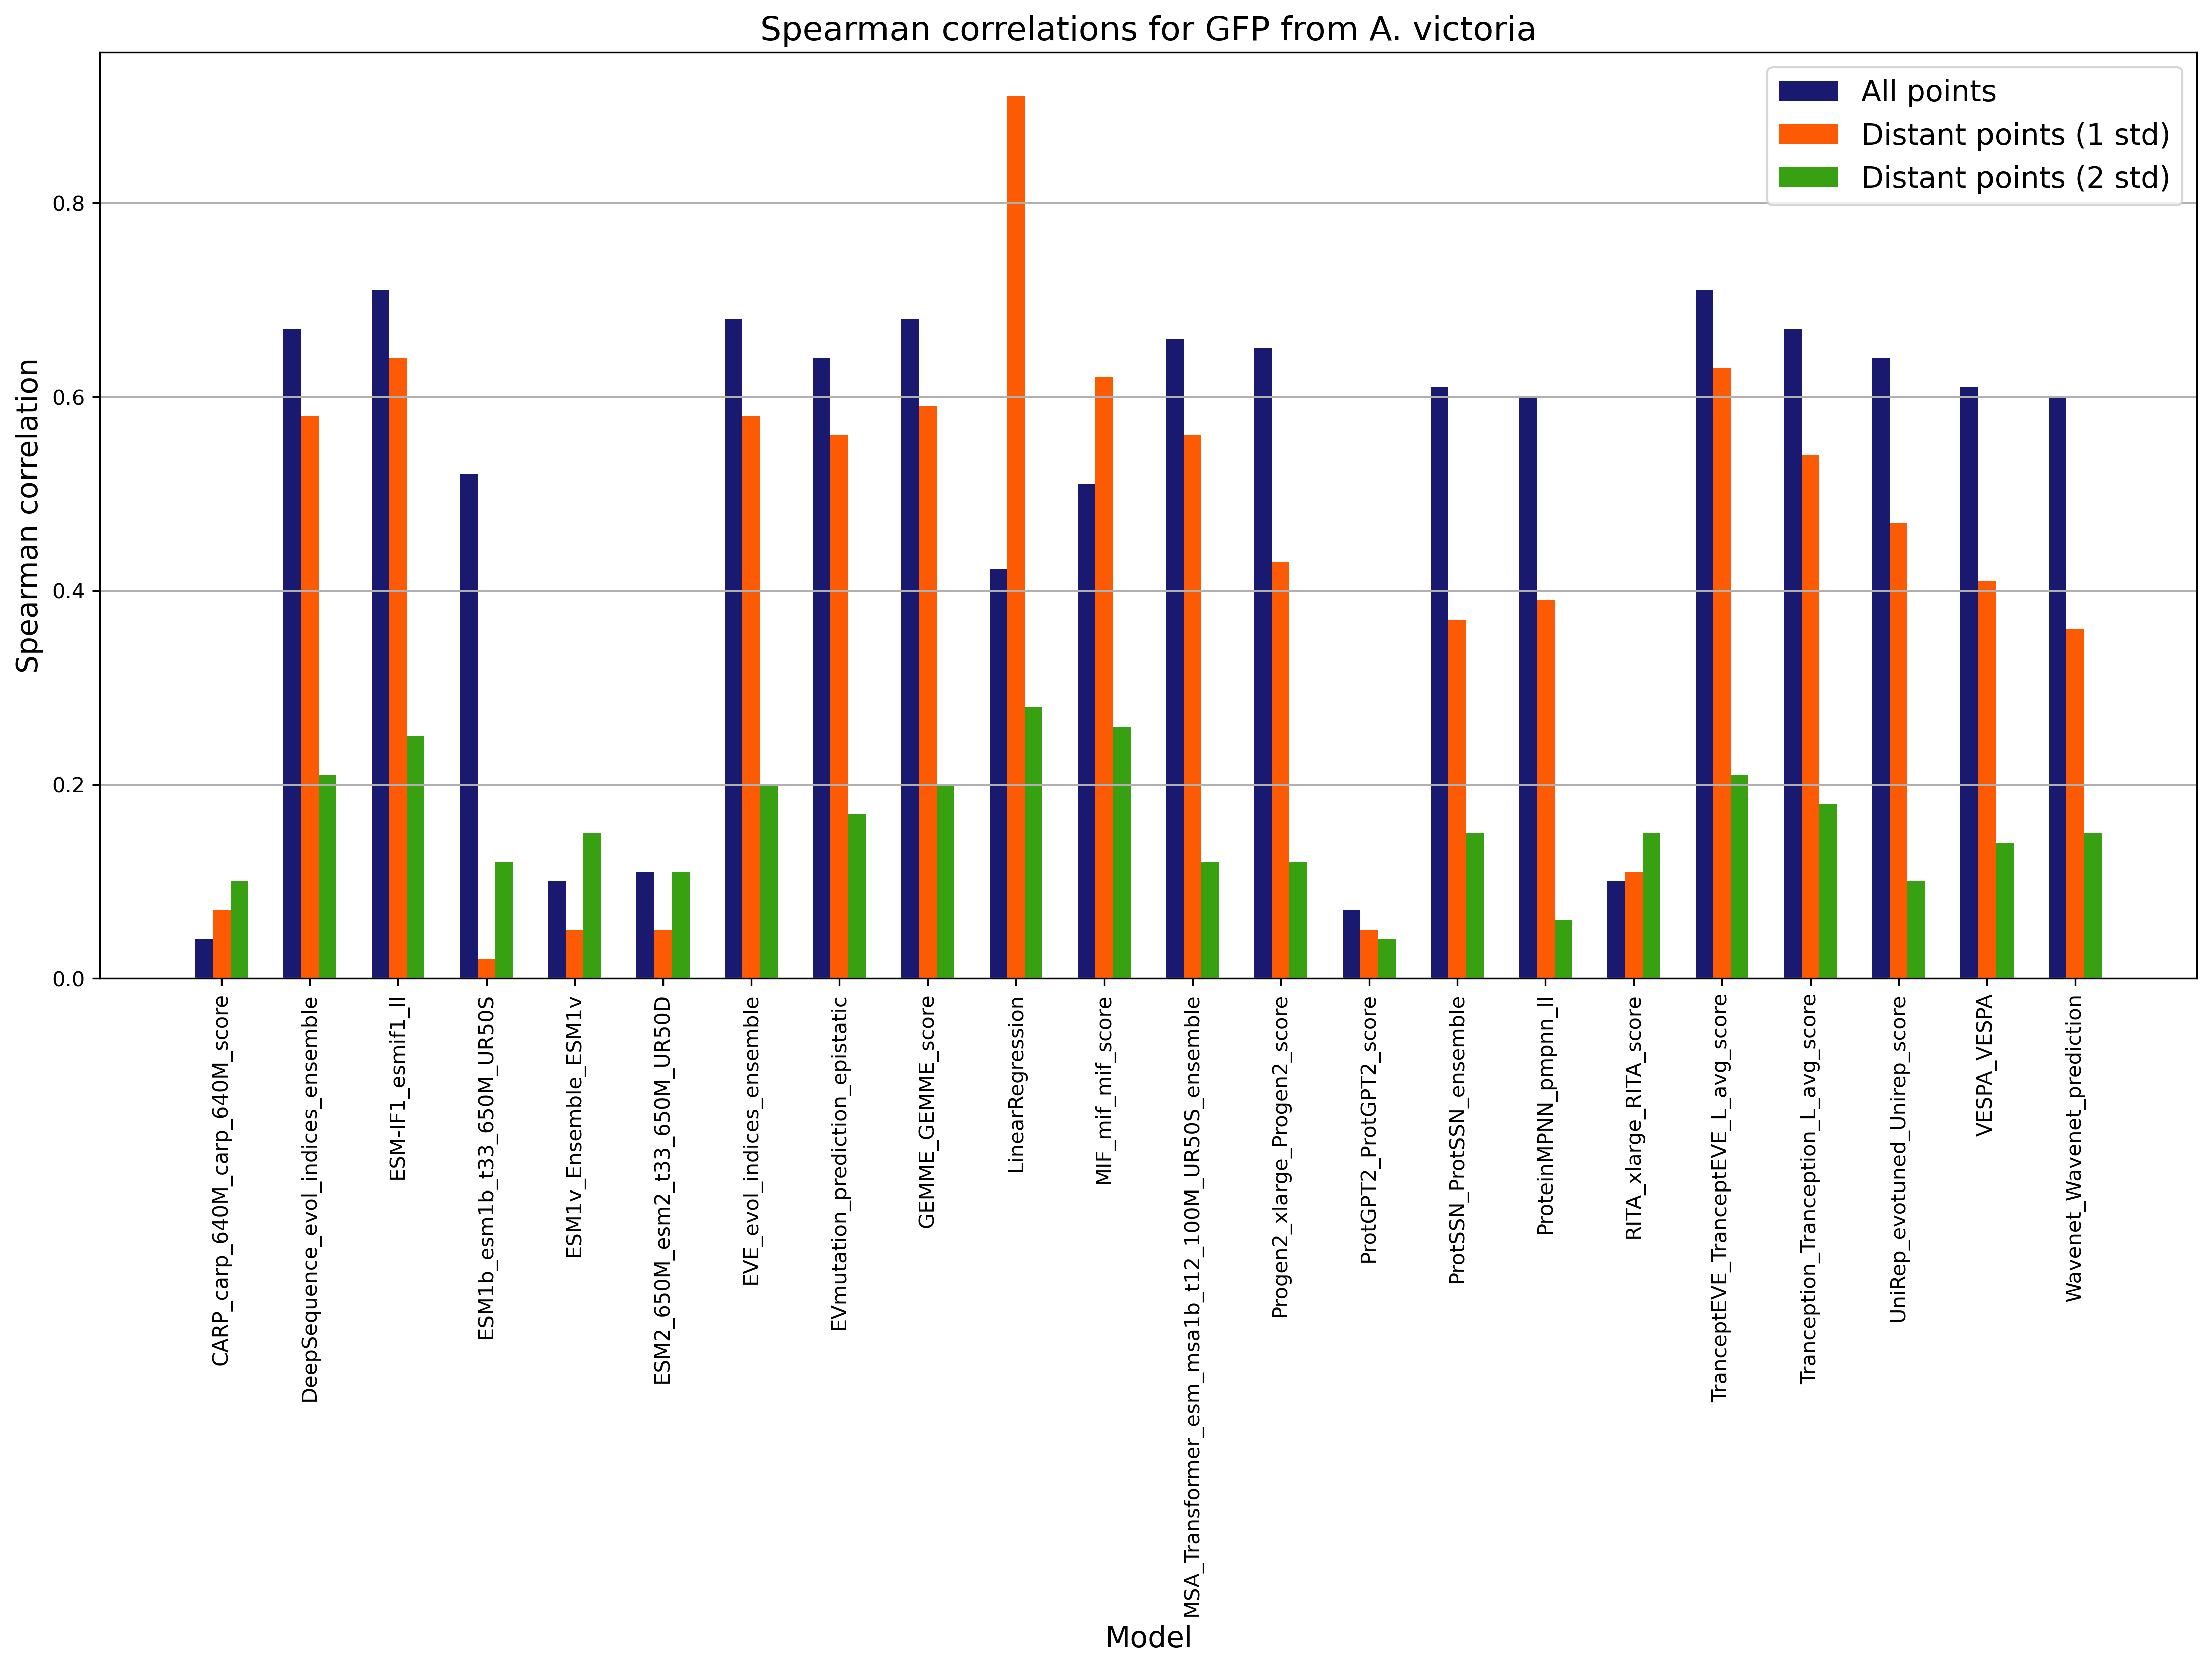 Spearman correlations for GFP from A. victoria
All points
Distant points (1 std)
Distant points (2 std)
Spearman correlation
0.8
0.6
0.4
0.2
0.0
CARP_carp_640M_carp_640M_score
DeepSequence_evol_indices_ensemble
ESM-IF1_esmif1_ll
ESM1b_esm1b_t33_650M_UR50S
ESM1v_Ensemble_ESM1v
ESM2_650M_esm2_t33_650M_UR50D
EVE_evol_indices_ensemble
EVmutation_prediction_epistatic
GEMME_GEMME_score
LinearRegression
MIF_mif_mif_score
MSA_Transformer_esm_msa1b_t12_100M_UR50S_ensemble
Progen2_xlarge_Progen2_score
ProtGPT2_ProtGPT2_score
ProtSSN_ProtSSN_ensemble
ProteinMPNN_pmpnn_ll
RITA_xlarge_RITA_score
TranceptEVE_TranceptEVE_L_avg_score
Tranception_Tranception_L_avg_score
UniRep_evotuned_Unirep_score
VESPA_VESPA
Wavenet_Wavenet_prediction
Model